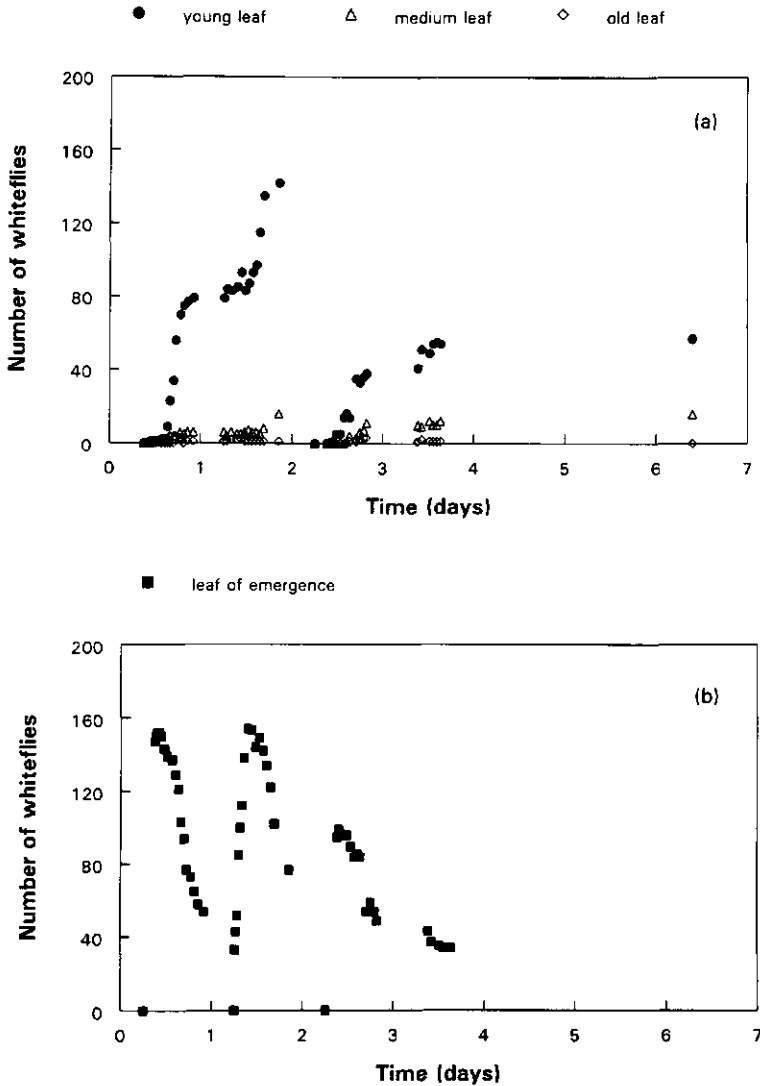 young leaf medium leaf old leaf
(a)
Number of whiteflies
200
160
120
80
40
0
0 1 2 3 4 5 6 7
Time (days)
leaf of emergence
(b)
Number of whiteflies
200
160
120
80
40
0
0 1 2 3 4 5 6 7
Time (days)